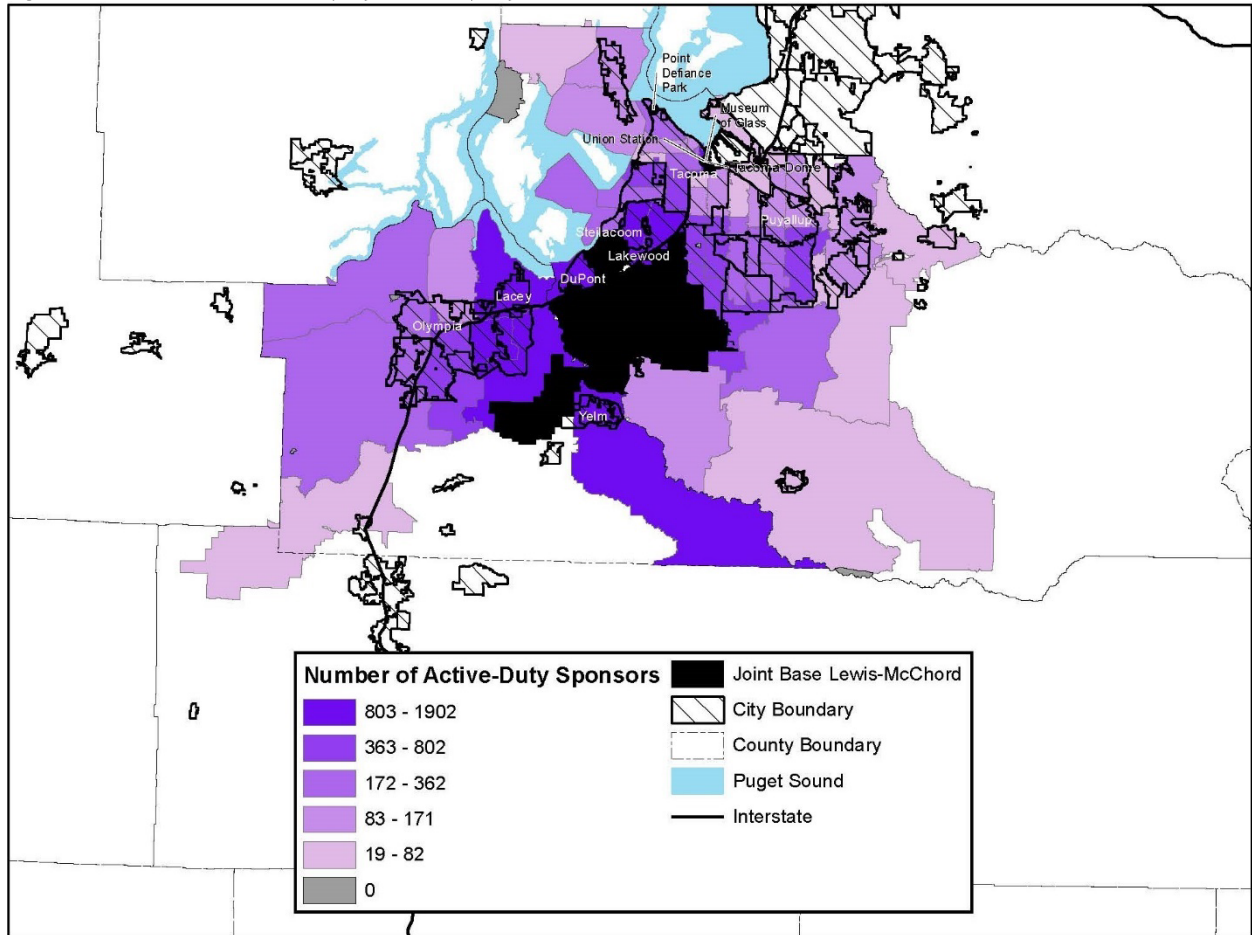 Point
Defiance
Park
Museum
of Glass
Union Station
Tacoma Dome
Tacoma
Puyallup
Steilacoom
Lakewood
DuPont
Lacey
Olympia
Yelm
Number of Active-Duty Sponsors
803 - 1902
363 - 802
172 - 362
83 - 171
19 - 82
0
Joint Base Lewis-McChord
City Boundary
County Boundary
Puget Sound
Interstate